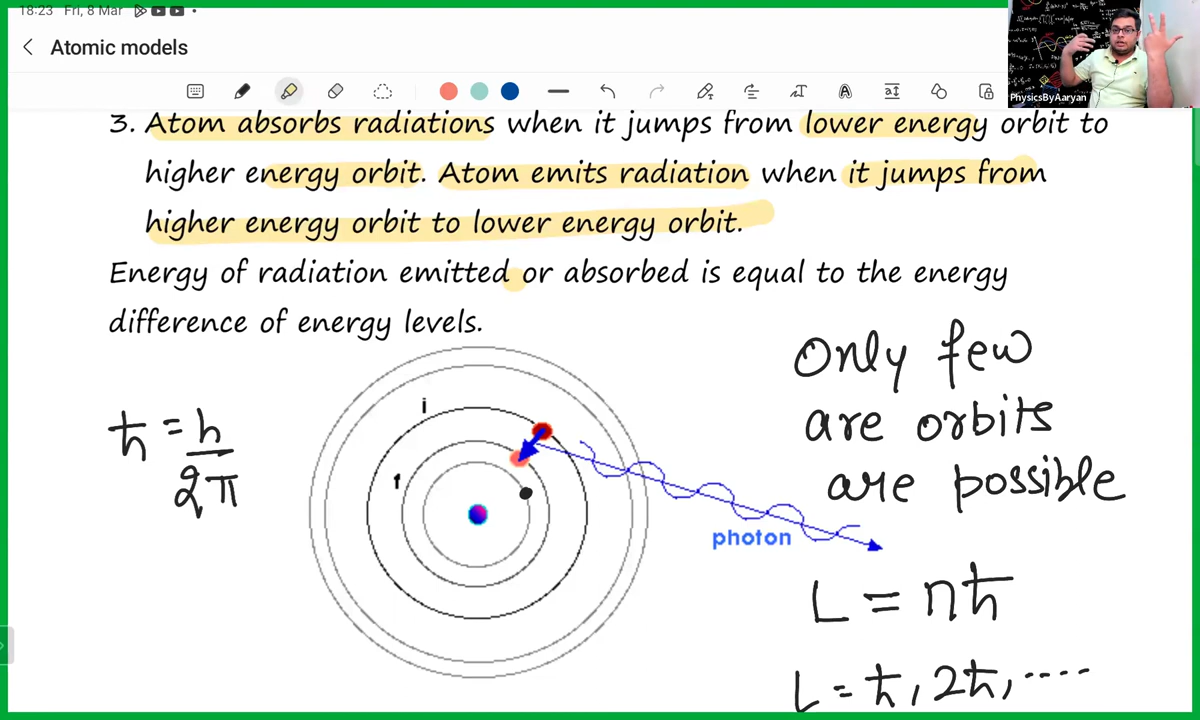 18:23 Fri, 8 Mar
Atomic models
PhysicsByAaryan
3. Atom absorbs radiations when it jumps from lower energy orbit to
higher energy orbit. Atom emits radiation when it jumps from
higher energy orbit to lower energy orbit.
Energy of radiation emitted or absorbed is equal to the energy
difference of energy levels.
i
f
photon
ħ = h
2π
Only few
are orbits
are possible
L = nħ
L = ħ, 2ħ, ....